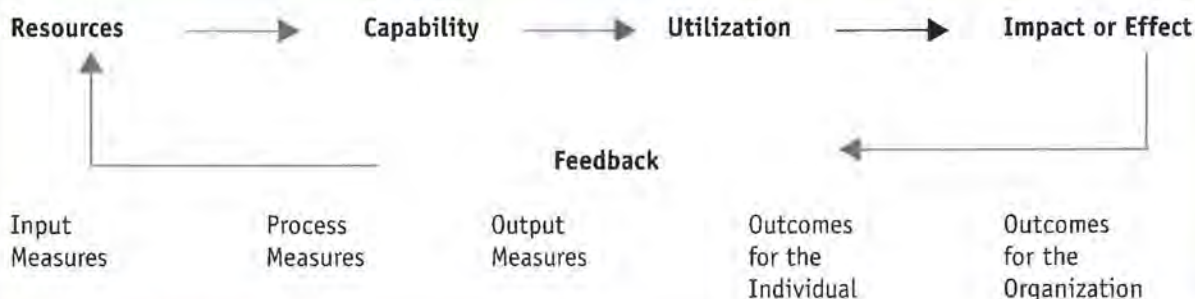 Resources Capability Utilization Impact or Effect
Feedback
Input Process Output Outcomes Outcomes
Measures Measures Measures for the for the
Individual Organization